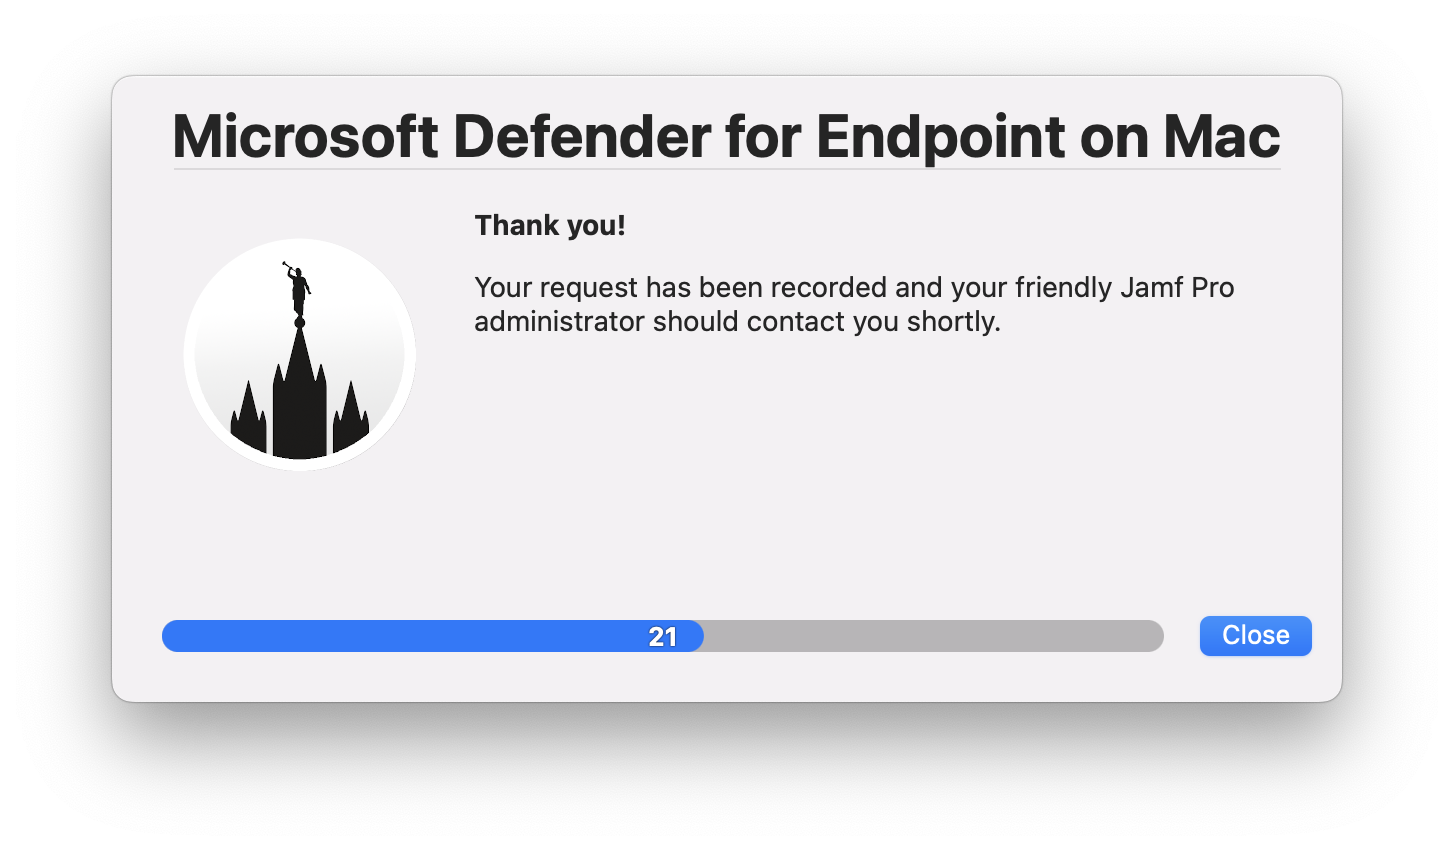 Microsoft Defender for Endpoint on Mac
Thank you!
Your request has been recorded and your friendly Jamf Pro
administrator should contact you shortly.
21
Close